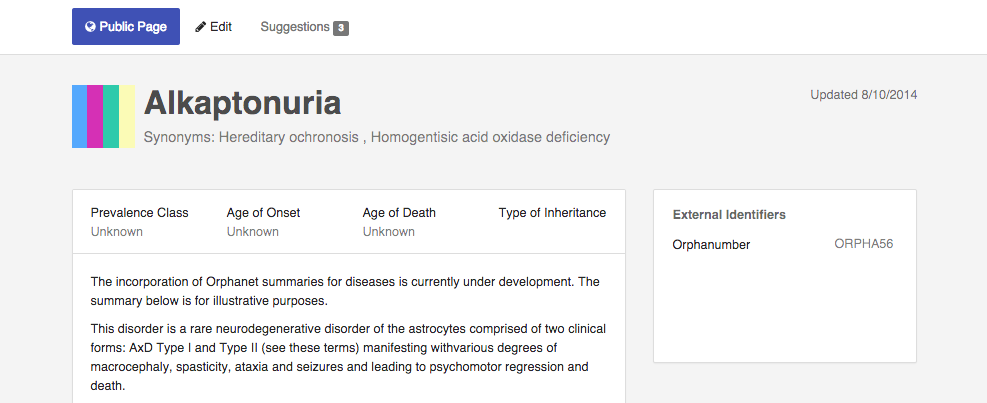 Public Page Edit Suggestions 3
Alkaptonuria
Updated 8/10/2014
Synonyms: Hereditary ochronosis , Homogentisic acid oxidase deficiency
Prevalence Class Age of Onset Age of Death Type of Inheritance
Unknown Unknown Unknown
The incorporation of Orphanet summaries for diseases is currently under development. The
summary below is for illustrative purposes.
This disorder is a rare neurodegenerative disorder of the astrocytes comprised of two clinical
forms: AxD Type I and Type II (see these terms) manifesting withvarious degrees of
macrocephaly, spasticity, ataxia and seizures and leading to psychomotor regression and
death.
External Identifiers
Orphanumber ORPHA56